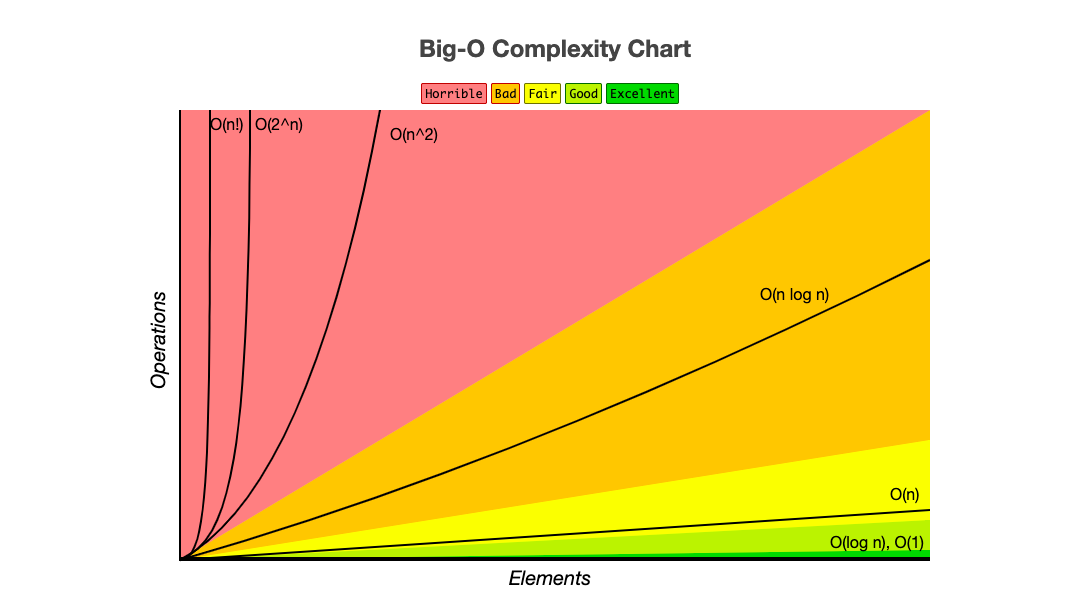 Big-O Complexity Chart
Horrible Bad Fair Good Excellent
O(n!) O(2^n)
O(n^2)
O(n log n)
Operations
O(n)
O(log n), O(1)
Elements